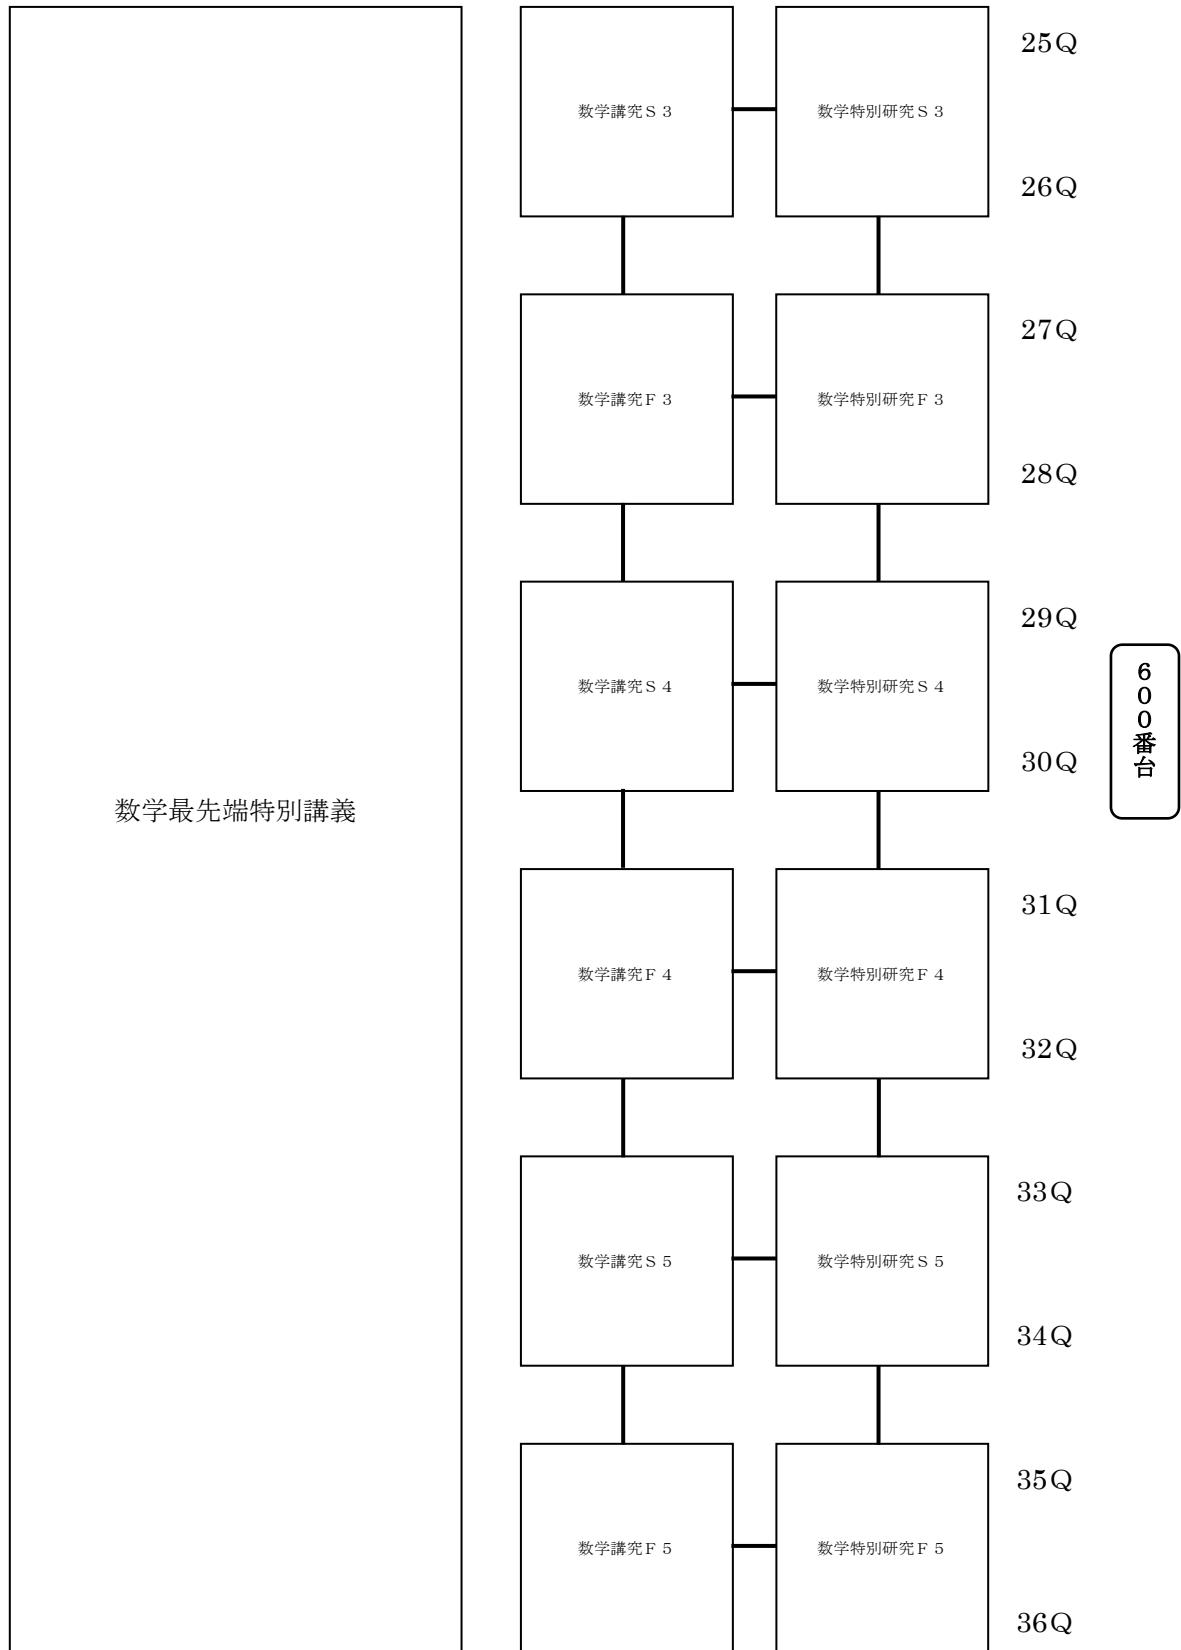 25Q
数学講究Ｓ３
数学特別研究Ｓ３
26Q
27Q
数学講究Ｆ３
数学特別研究Ｆ３
28Q
29Q
数学講究Ｓ４
数学特別研究Ｓ４
600番台
30Q
数学最先端特別講義
31Q
数学講究Ｆ４
数学特別研究Ｆ４
32Q
33Q
数学講究Ｓ５
数学特別研究Ｓ５
34Q
35Q
数学講究Ｆ５
数学特別研究Ｆ５
36Q